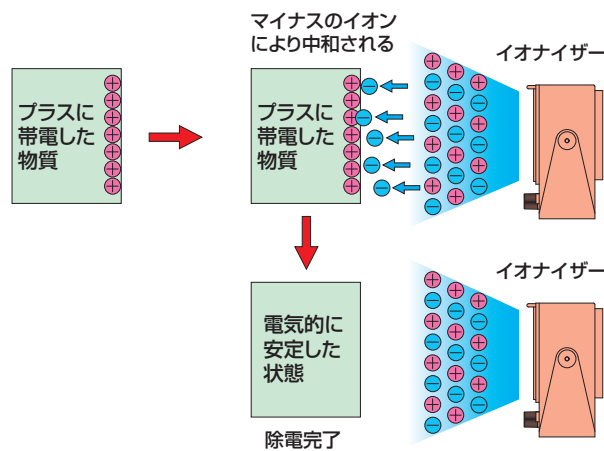 マイナスのイオン
により中和される
イオナイザー
プラスに
帯電した
物質
プラスに
帯電した
物質
イオナイザー
電気的に
安定した
状態
除電完了